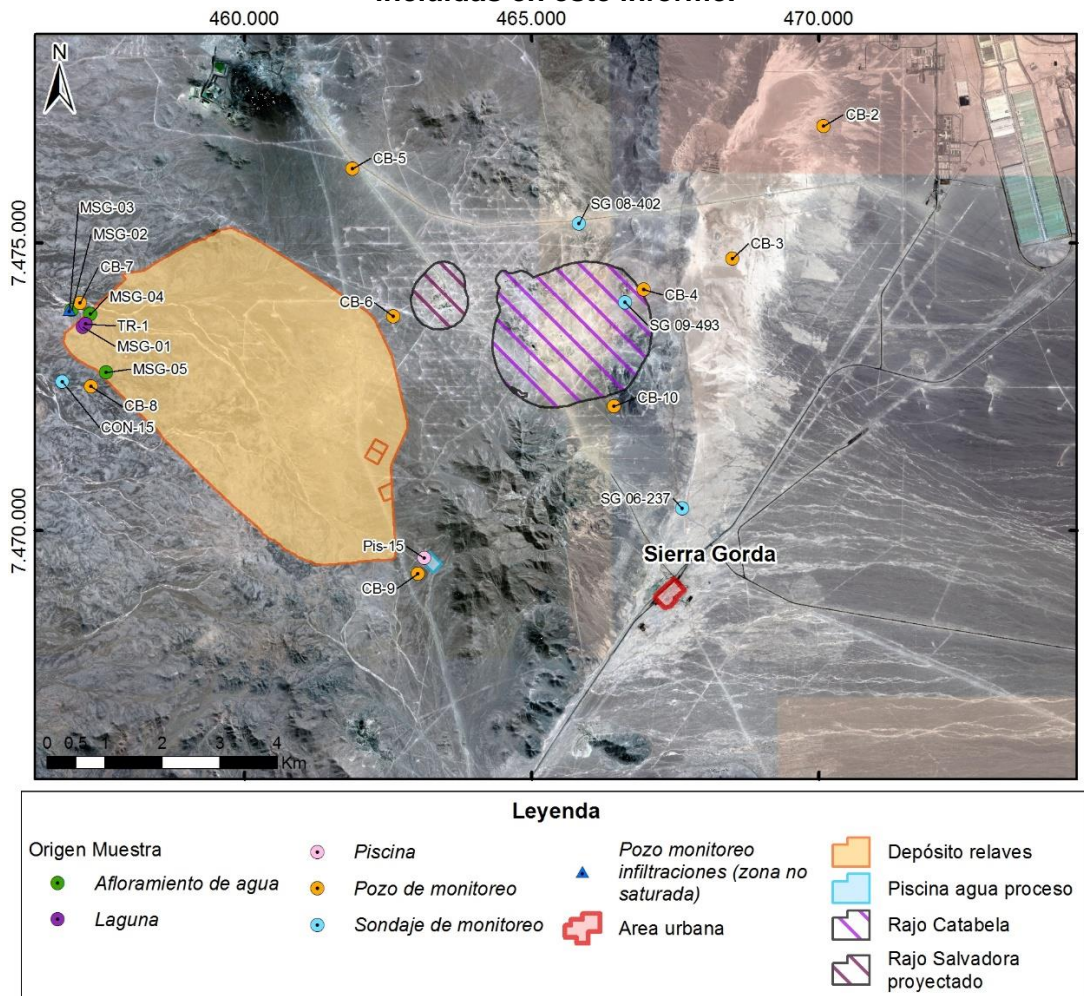 incluidas en este informe.
460.000 465.000 470.000
N
7.475.000
7.470.000
CB-2
CB-5
MSG-03
SG 08-402
MSG-02
CB-3
CB-7
MSG-04
CB-4
CB-6
TR-1
SG 09-493
MSG-01
MSG-05
CB-8
CB-10
CON-15
SG 06-237
Pis-15
Sierra Gorda
CB-9
0 0,5 1 2 3 4
Km
Leyenda
Origen Muestra
Afloramiento de agua
Laguna
Piscina
Pozo de monitoreo
Sondaje de monitoreo
Pozo monitoreo
infiltraciones (zona no
saturada)
Area urbana
Depósito relaves
Piscina agua proceso
Rajo Catabela
Rajo Salvadora
proyectado